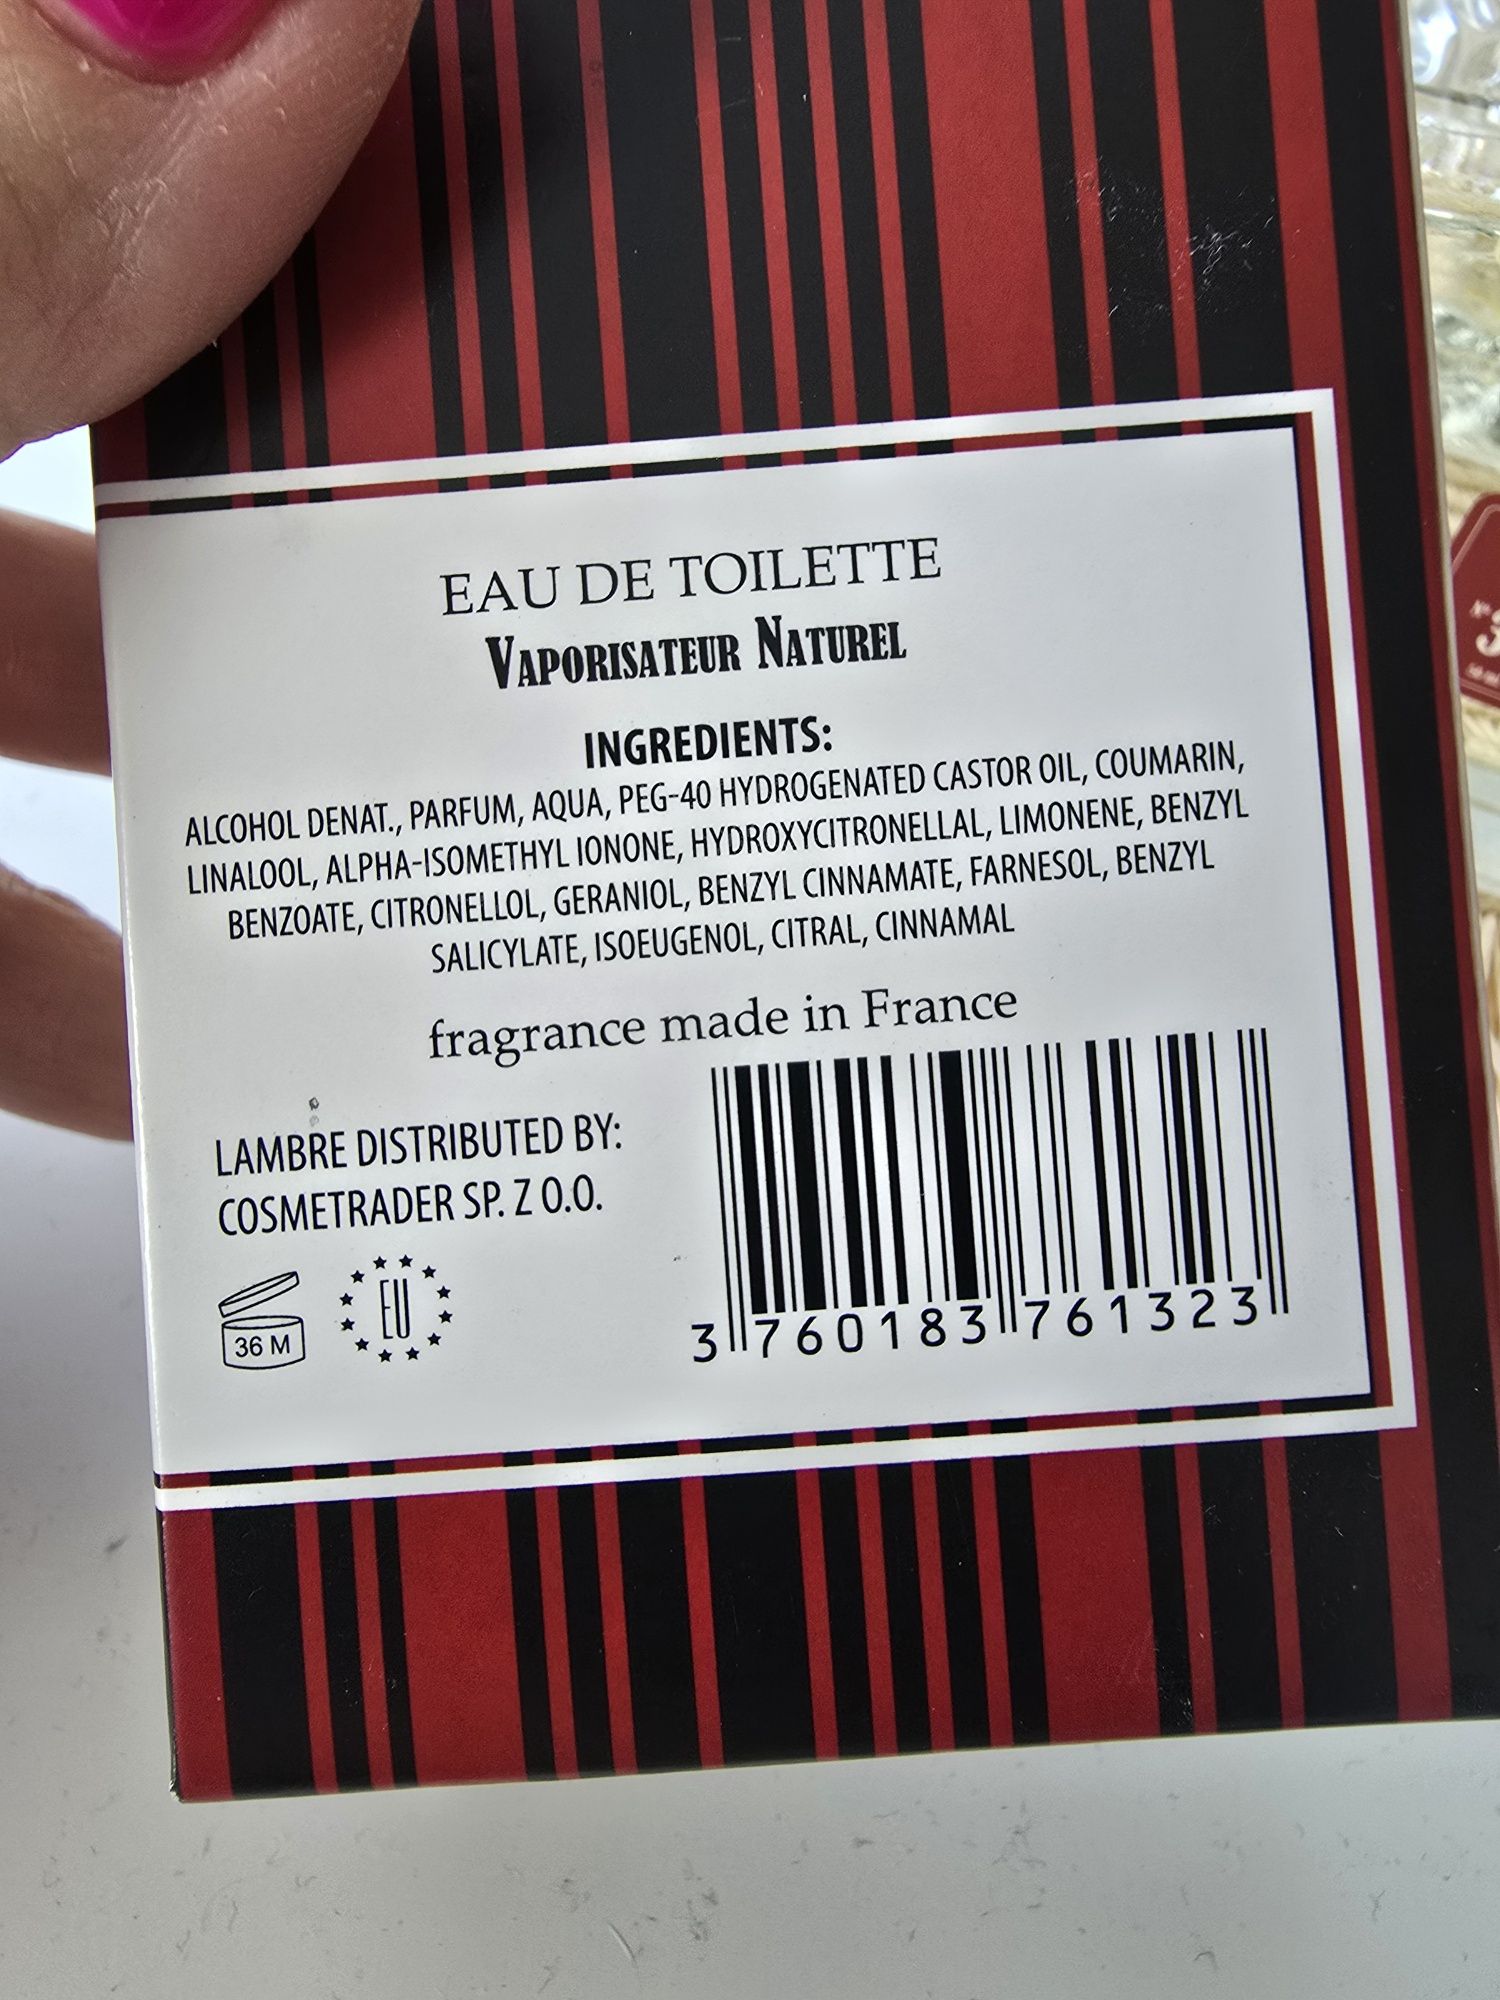 EAU DE TOILETTE
VAPORISATEUR NATUREL
INGREDIENTS:
ALCOHOL DENAT., PARFUM, AQUA, PEG-40 HYDROGENATED CASTOR OIL, COUMARIN,
LINALOOL, ALPHA-ISOMETHYL IONONE, HYDROXYCITRONELLAL, LIMONENE, BENZYL
BENZOATE, CITRONELLOL, GERANIOL, BENZYL CINNAMATE, FARNESOL, BENZYL
SALICYLATE, ISOEUGENOL, CITRAL, CINNAMAL
fragrance made in France
LAMBRE DISTRIBUTED BY:
COSMETRADER SP. Z O.O.
36 M
EU
3 760183 761323